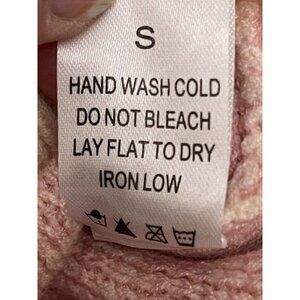 S
HAND WASH COLD
DO NOT BLEACH
LAY FLAT TO DRY
IRON LOW